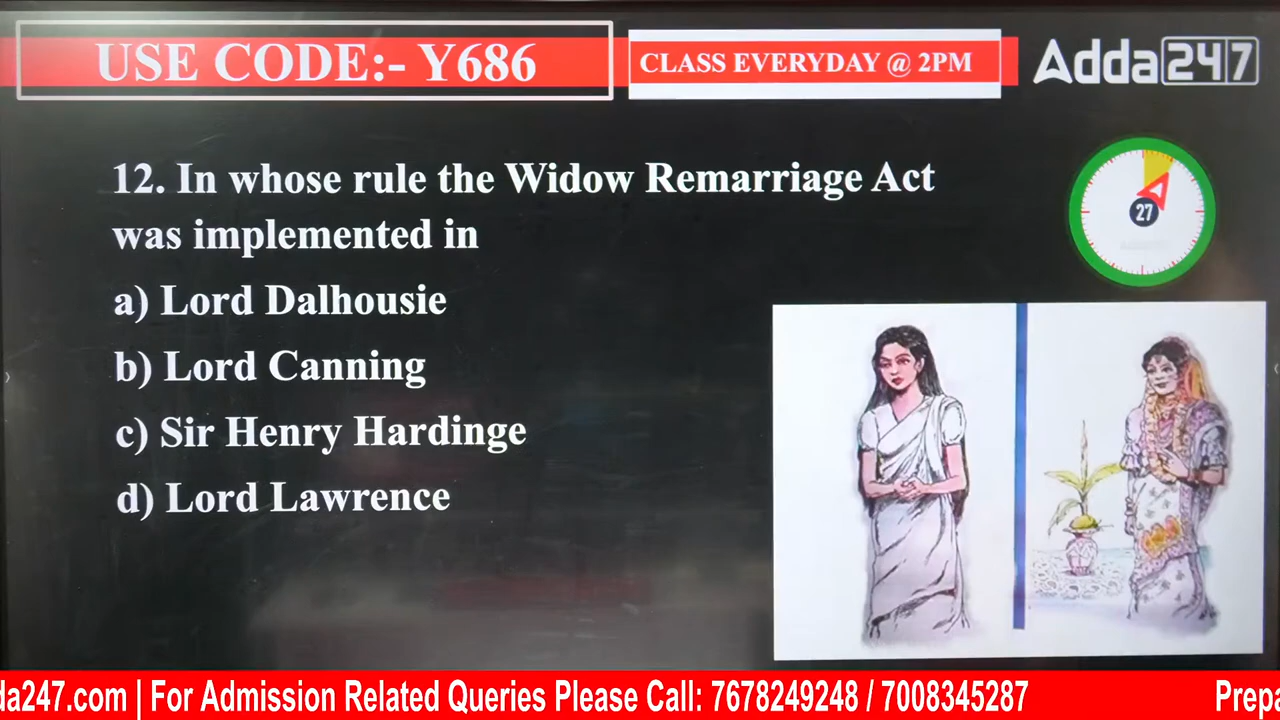 USE CODE:- Y686
CLASS EVERYDAY @ 2PM
Adda247
27
12. In whose rule the Widow Remarriage Act
was implemented in
a) Lord Dalhousie
b) Lord Canning
c) Sir Henry Hardinge
d) Lord Lawrence
da247.com | For Admission Related Queries Please Call: 7678249248 / 7008345287
Prepa